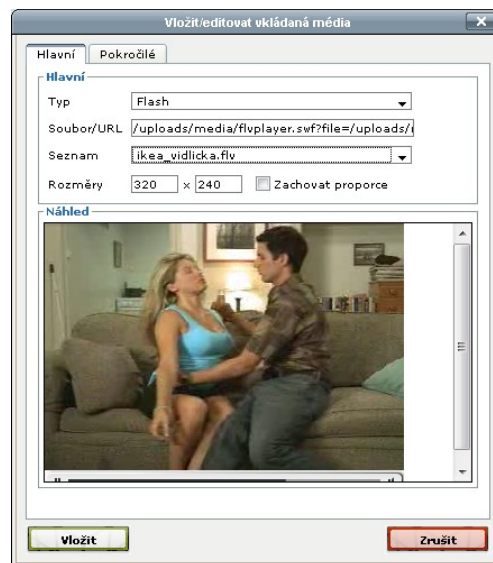 Vložit/editovat vkládaná média
Hlavní Pokročilé
Hlavní
Typ Flash
Soubor/URL /uploads/media/flvplayer.swf?file=/uploads/
Seznam ikea_vidlicka.flv
Rozměry 320 x 240 Zachovat proporce
Náhled
Vložit Zrušit